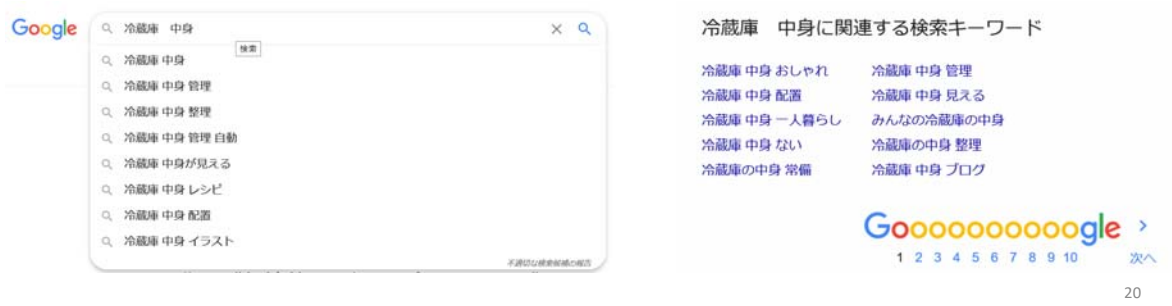 Google
冷蔵庫　中身
検索
冷蔵庫 中身
冷蔵庫 中身 管理
冷蔵庫 中身 整理
冷蔵庫 中身 管理 自動
冷蔵庫 中身が見える
冷蔵庫 中身 レシピ
冷蔵庫 中身 配置
冷蔵庫 中身 イラスト
不適切な検索候補の報告
冷蔵庫　中身に関連する検索キーワード
冷蔵庫 中身 おしゃれ　冷蔵庫 中身 管理
冷蔵庫 中身 配置　冷蔵庫 中身 見える
冷蔵庫 中身 一人暮らし　みんなの冷蔵庫の中身
冷蔵庫 中身 ない　冷蔵庫の中身 整理
冷蔵庫の中身 常備　冷蔵庫 中身 ブログ
Goooooooooogle >
1 2 3 4 5 6 7 8 9 10 次へ
20